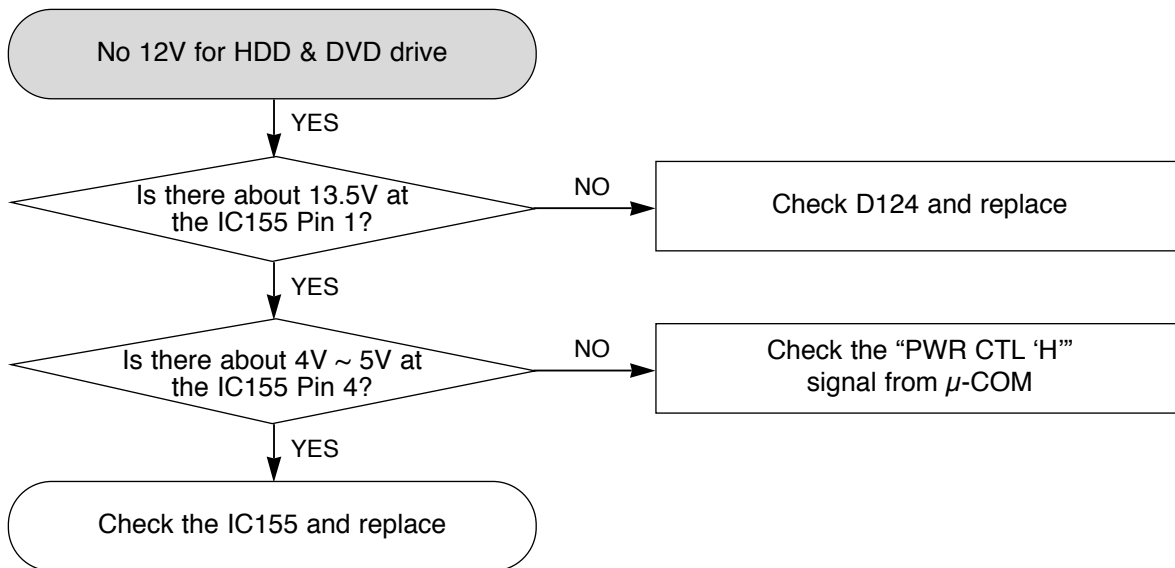 No 12V for HDD & DVD drive
YES
Is there about 13.5V at
the IC155 Pin 1?
NO
Check D124 and replace
YES
Is there about 4V ~ 5V at
the IC155 Pin 4?
NO
Check the “PWR CTL ‘H’”
signal from µ-COM
YES
Check the IC155 and replace